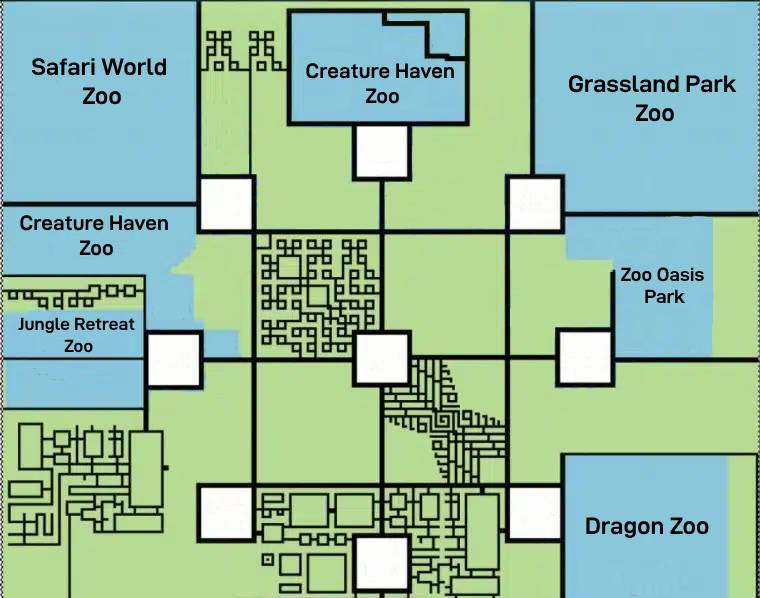 Safari World
Zoo
Creature Haven
Zoo
Grassland Park
Zoo
Creature Haven
Zoo
Zoo Oasis
Park
Jungle Retreat
Zoo
Dragon Zoo